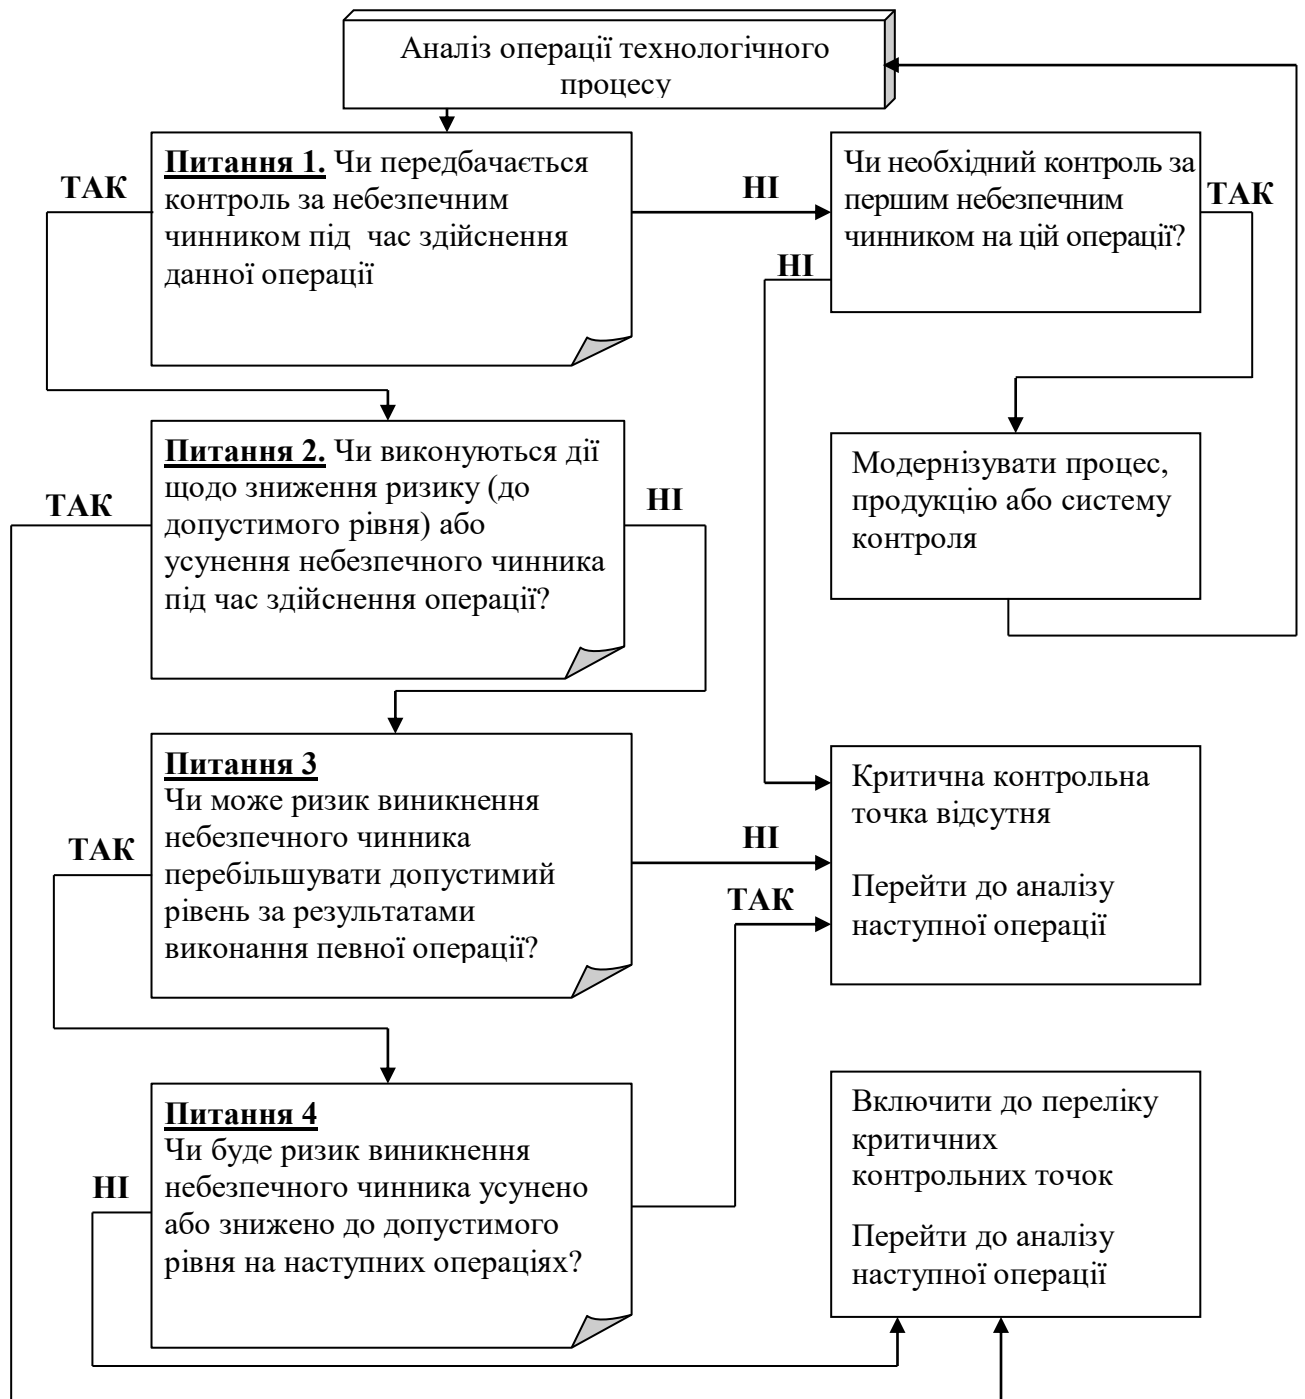 Аналіз операції технологічного
процесу
Питання 1. Чи передбачається
контроль за небезпечним
чинником під час здійснення
данної операції
ТАК
НІ
Чи необхідний контроль за
першим небезпечним
чинником на цій операції?
ТАК
НІ
Питання 2. Чи виконуються дії
щодо зниження ризику (до
допустимого рівня) або
усунення небезпечного чинника
під час здійснення операції?
ТАК
НІ
Модернізувати процес,
продукцію або систему
контроля
Питання 3
Чи може ризик виникнення
небезпечного чинника
перебільшувати допустимий
рівень за результатами
виконання певної операції?
ТАК
НІ
ТАК
Критична контрольна
точка відсутня
Перейти до аналізу
наступної операції
Питання 4
Чи буде ризик виникнення
небезпечного чинника усунено
або знижено до допустимого
рівня на наступних операціях?
НІ
Включити до переліку
критичних
контрольних точок
Перейти до аналізу
наступної операції